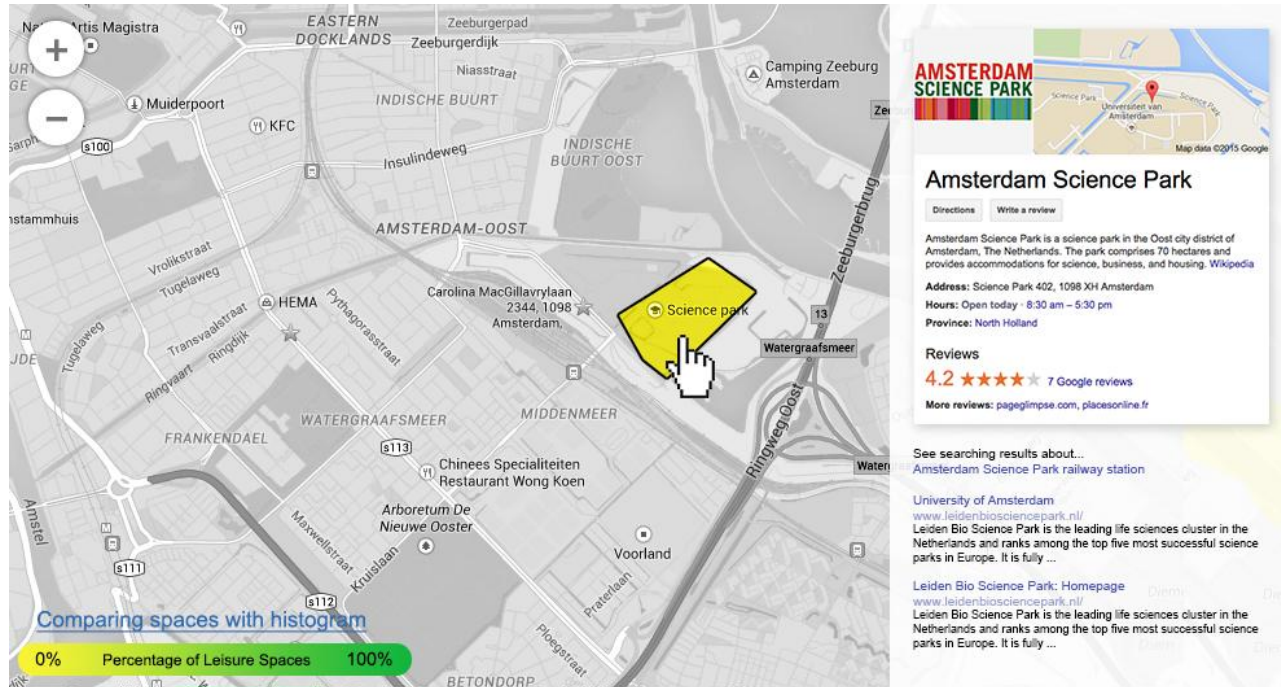 Artis Magistra
EASTERN
DOCKLANDS
Zeeburgerpad
Zeeburgerdijk
Niasstraat
+
−
Muiderpoort
INDISCHE BUURT
Camping Zeeburg
Amsterdam
KFC
s100
Insulindeweg
INDISCHE
BUURT OOST
Zeeburgerbrug
AMSTERDAM-OOST
Vrolikstraat
Tugelaweg
HEMA
Pythagorasstraat
Transvaalstraat
Ringdijk
Ringvaart
Tugelaweg
Carolina MacGillavrylaan
2344, 1098
Amsterdam,
Science park
13
Watergraafsmeer
WATERGRAAFSMEER
MIDDENMEER
FRANKENDAEL
s113
Ringweg Oost
Chinees Specialiteiten
Restaurant Wong Koen
Arboretum De
Nieuwe Ooster
Amstel
Maxwellstraat
Kruislaan
Voorland
s111
s112
Praterlaan
Ploegstraat
BETONDORP
Comparing spaces with histogram
0% Percentage of Leisure Spaces 100%
AMSTERDAM
SCIENCE PARK
Science Park
Universiteit van
Amsterdam
Science Park
Map data ©2015 Google
Amsterdam Science Park
Directions Write a review
Amsterdam Science Park is a science park in the Oost city district of
Amsterdam, The Netherlands. The park comprises 70 hectares and
provides accommodations for science, business, and housing. Wikipedia
Address: Science Park 402, 1098 XH Amsterdam
Hours: Open today · 8:30 am – 5:30 pm
Province: North Holland
Reviews
4.2 ★★★★★ 7 Google reviews
More reviews: pageglimpse.com, placesonline.fr
See searching results about...
Amsterdam Science Park railway station
University of Amsterdam
www.leidenbiosciencepark.nl/
Leiden Bio Science Park is the leading life sciences cluster in the
Netherlands and ranks among the top five most successful science
parks in Europe. It is fully ...
Leiden Bio Science Park: Homepage
www.leidenbiosciencepark.nl/
Leiden Bio Science Park is the leading life sciences cluster in the
Netherlands and ranks among the top five most successful science
parks in Europe. It is fully ...